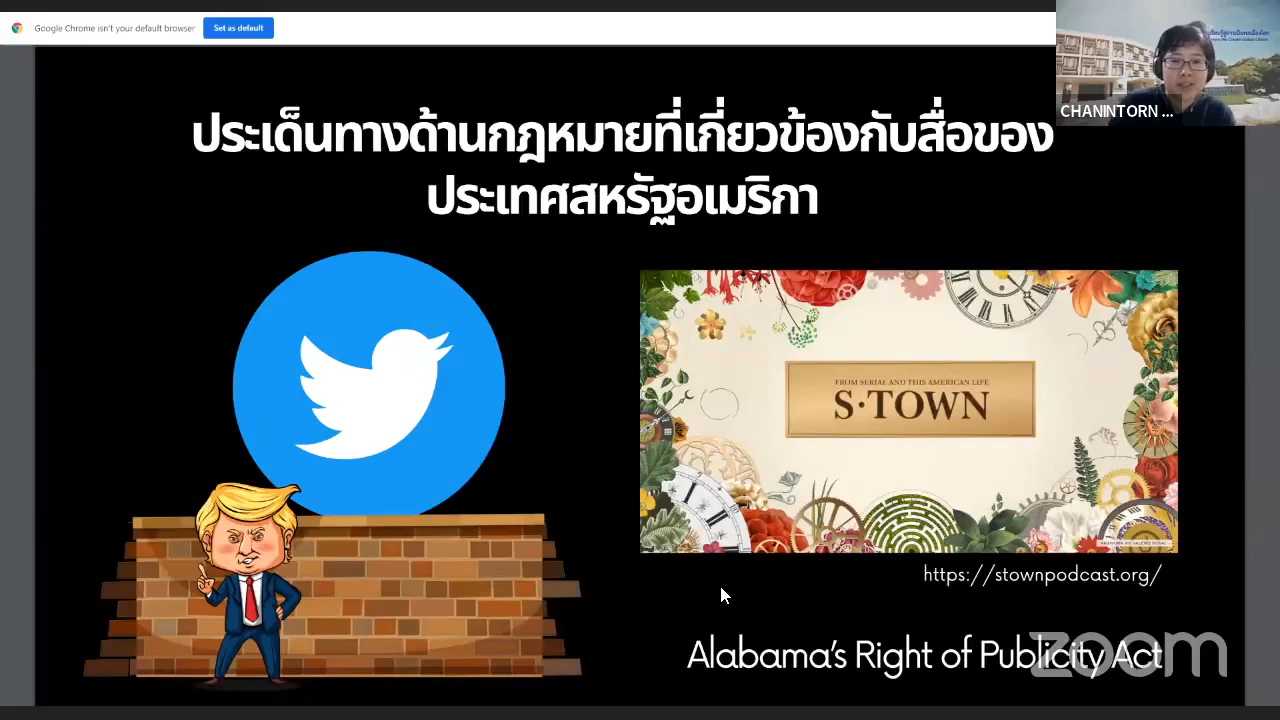 Google Chrome isn't your default browser
Set as default
CHANINTORN ...
ประเด็นทางด้านกฎหมายที่เกี่ยวข้องกับสื่อของ
ประเทศสหรัฐอเมริกา
FROM SERIAL AND THIS AMERICAN LIFE
S·TOWN
https://stownpodcast.org/
Alabama's Right of Publicity Act
zoom